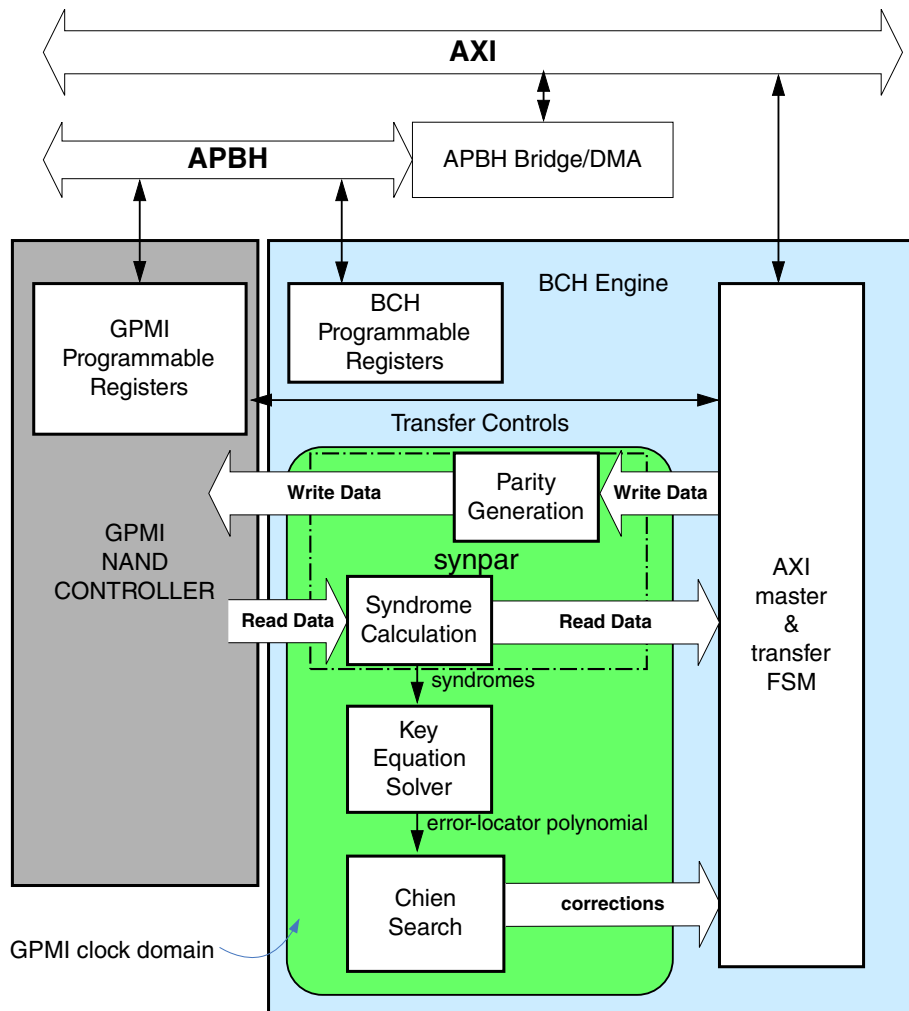 AXI
APBH
APBH Bridge/DMA
BCH Engine
GPMI
Programmable
Registers
BCH
Programmable
Registers
Transfer Controls
Write Data
Parity
Generation
Write Data
GPMI
NAND
CONTROLLER
synpar
Read Data
Syndrome
Calculation
Read Data
AXI
master
&
transfer
FSM
syndromes
Key
Equation
Solver
error-locator polynomial
Chien
Search
corrections
GPMI clock domain